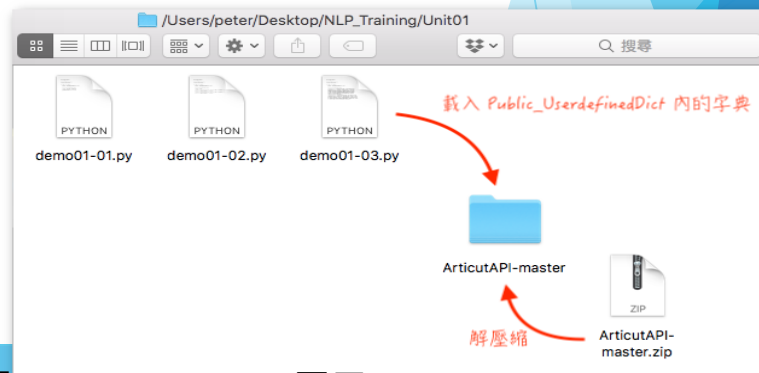 /Users/peter/Desktop/NLP_Training/Unit01
搜尋
載入 Public_UserdefinedDict 內的字典
PYTHON
PYTHON
PYTHON
demo01-01.py
demo01-02.py
demo01-03.py
ArticutAPI-master
ZIP
解壓縮
ArticutAPI-
master.zip